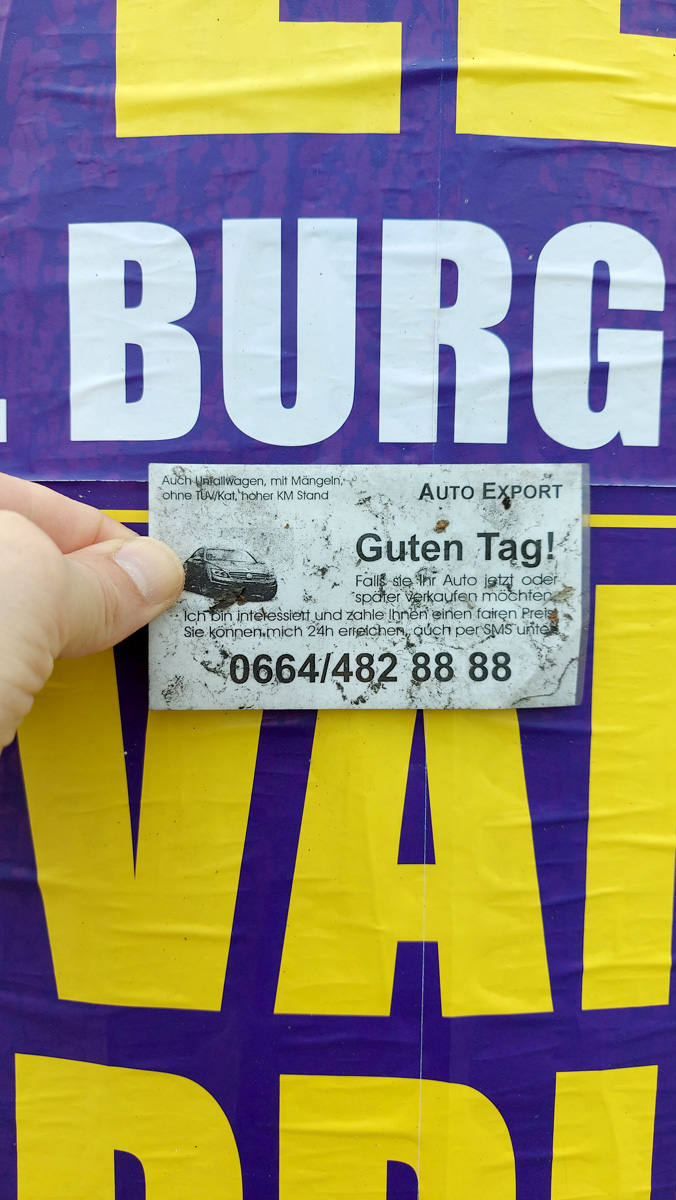 BURG
Auch Unfallwagen, mit Mängeln,
ohne TÜV/Kat, hoher KM Stand
AUTO EXPORT
Guten Tag!
Falls sie Ihr Auto jetzt oder
später verkaufen möchten
Ich bin interessiert und zahle Ihnen einen fairen Preis
Sie können mich 24h erreichen, auch per SMS unter
0664/482 88 88
VA